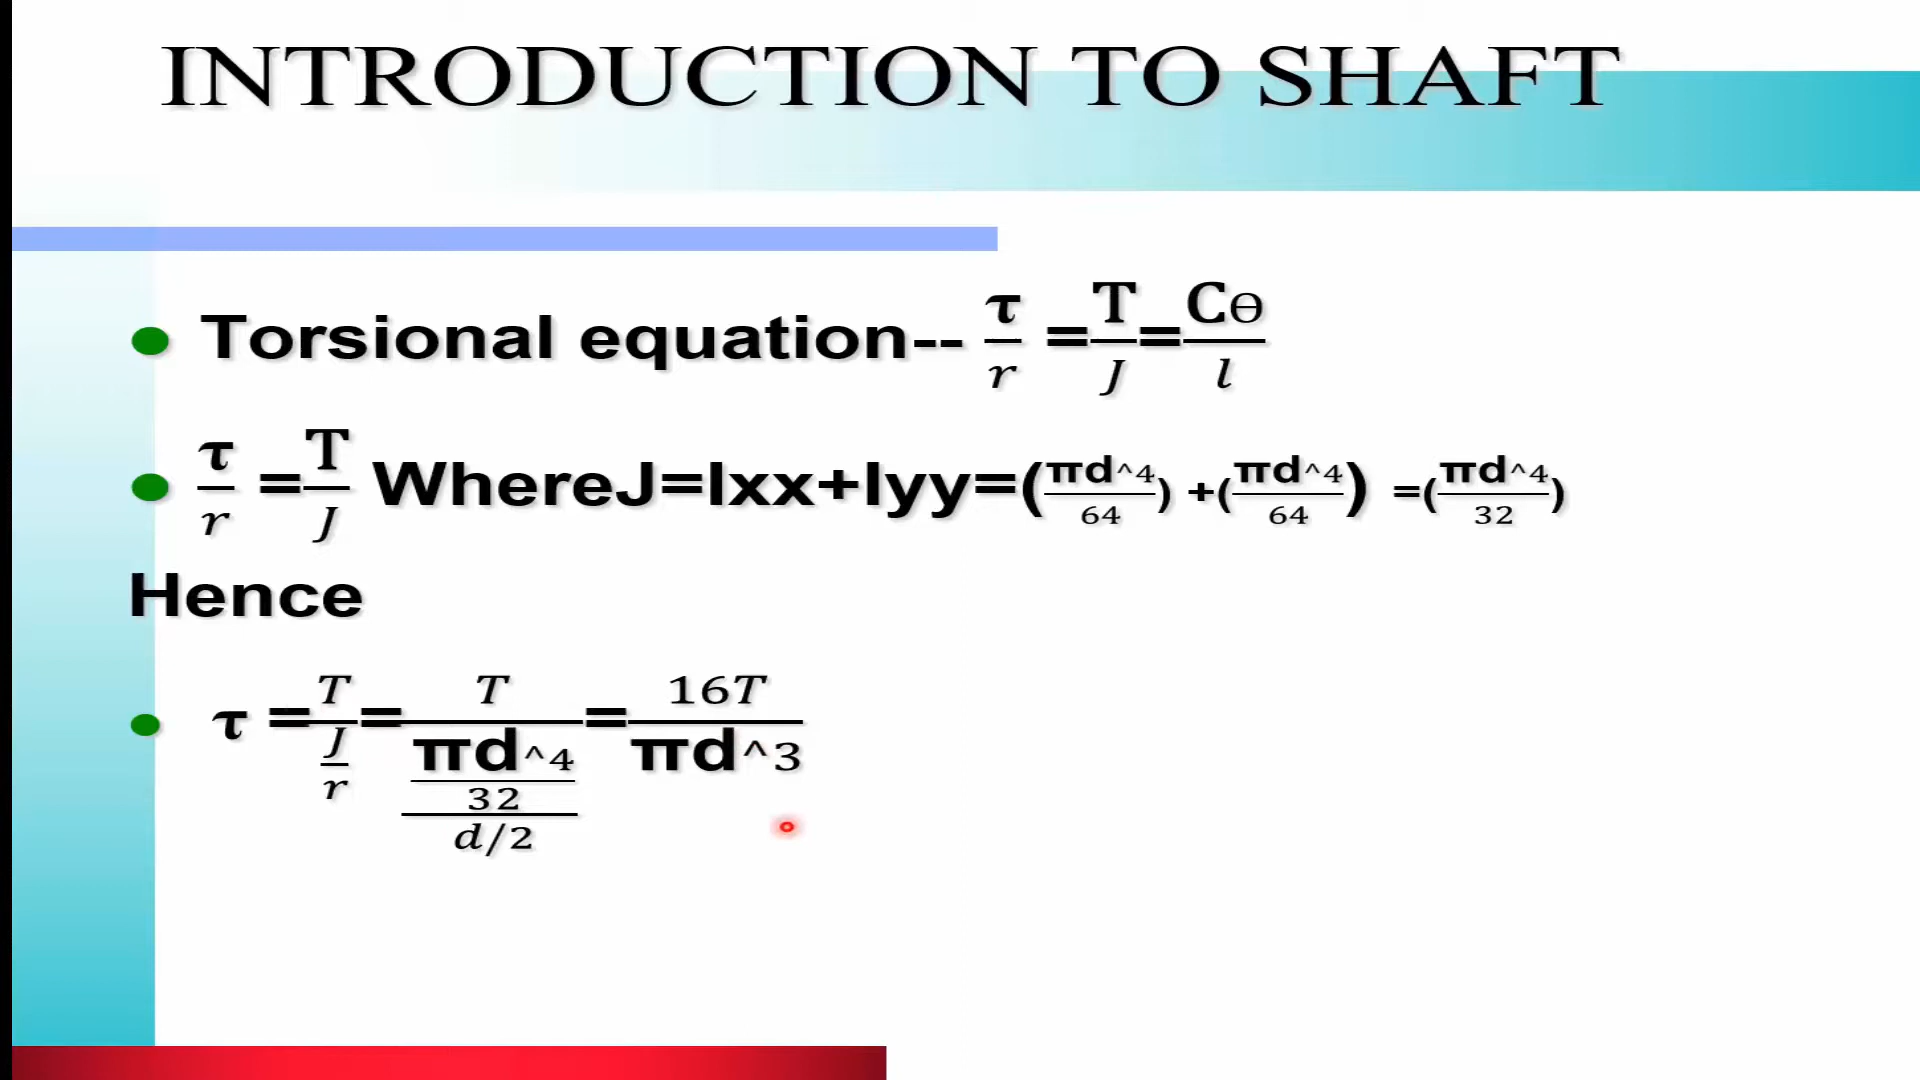 INTRODUCTION TO SHAFT
Torsional equation-- τ/r =T/J=Cө/l
τ/r =T/J WhereJ=Ixx+Iyy=(πd^4/64) +(πd^4/64) =(πd^4/32)
Hence
τ =T/(J/r)=T/((πd^4/32)/(d/2))=16T/πd^3